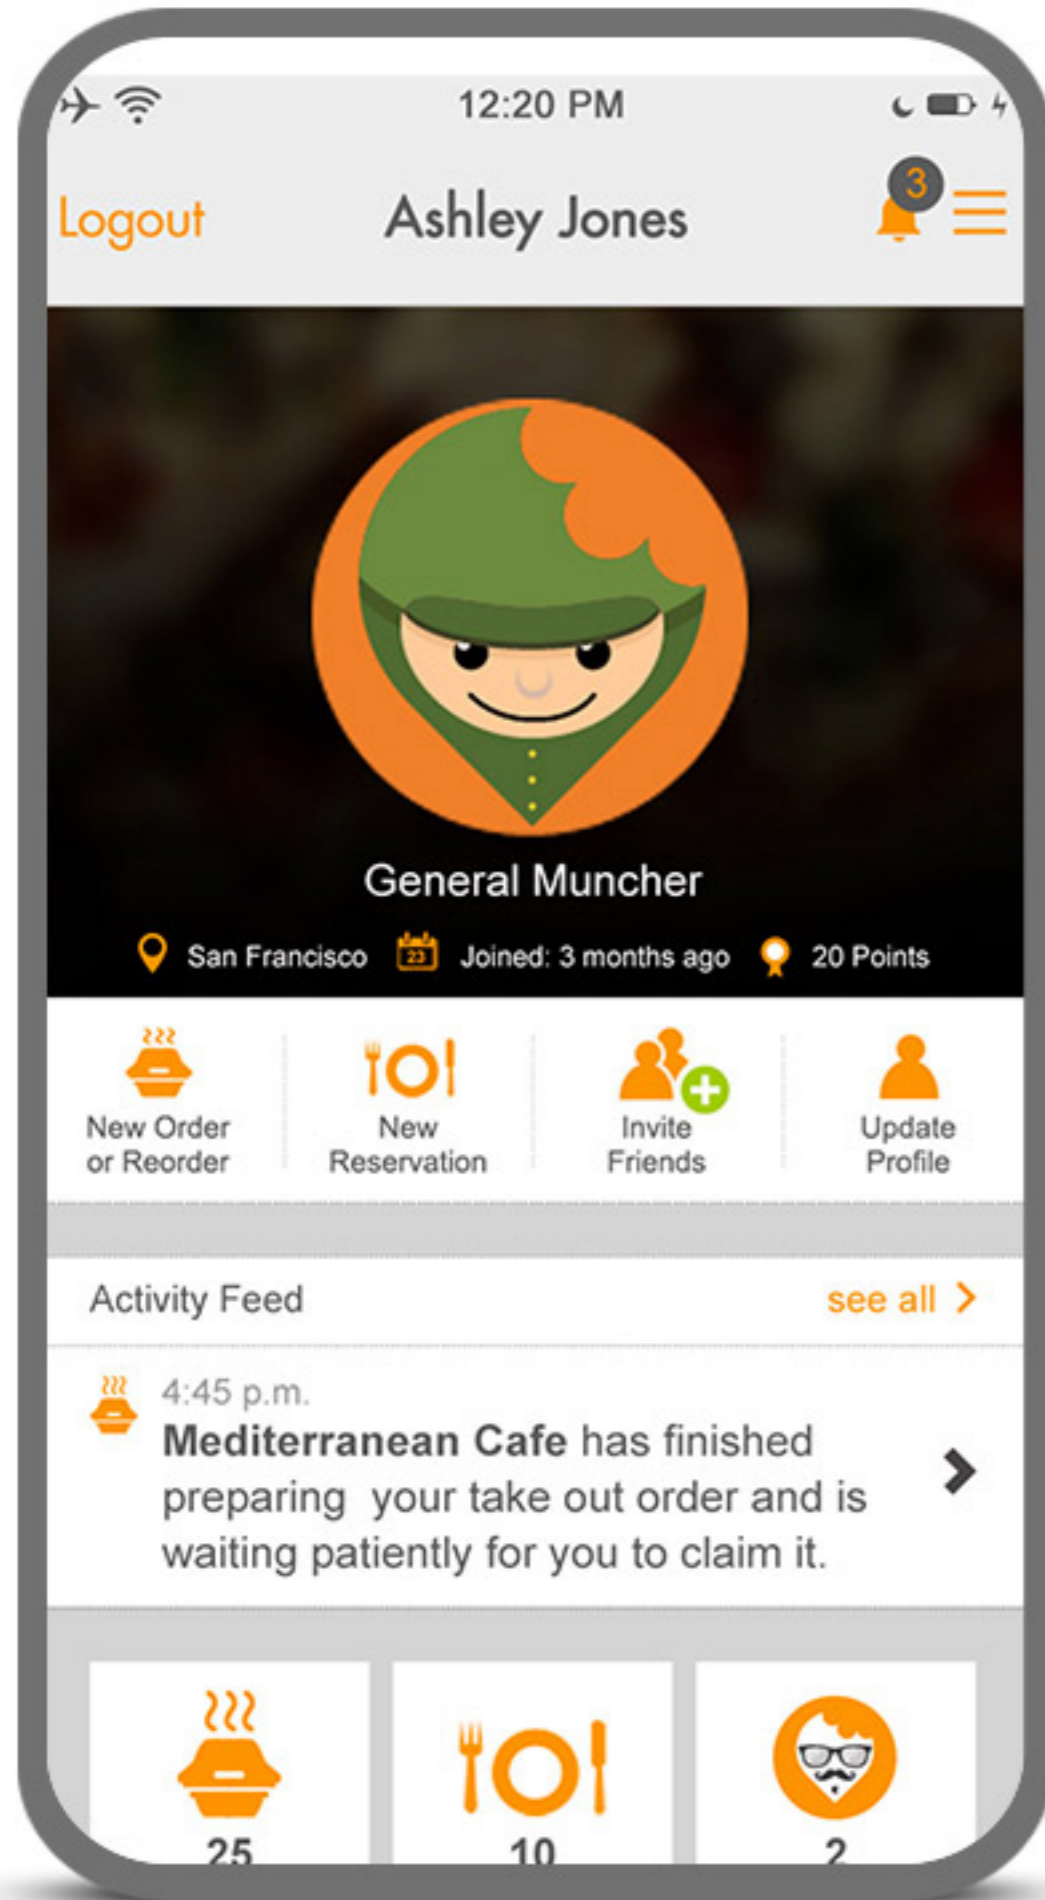 12:20 PM
Logout
Ashley Jones
3
General Muncher
23
San Francisco
Joined: 3 months ago
20 Points
New Order
or Reorder
New
Reservation
Invite
Friends
Update
Profile
Activity Feed
see all
4:45 p.m.
Mediterranean Cafe has finished
preparing  your take out order and is
waiting patiently for you to claim it.
25
10
2